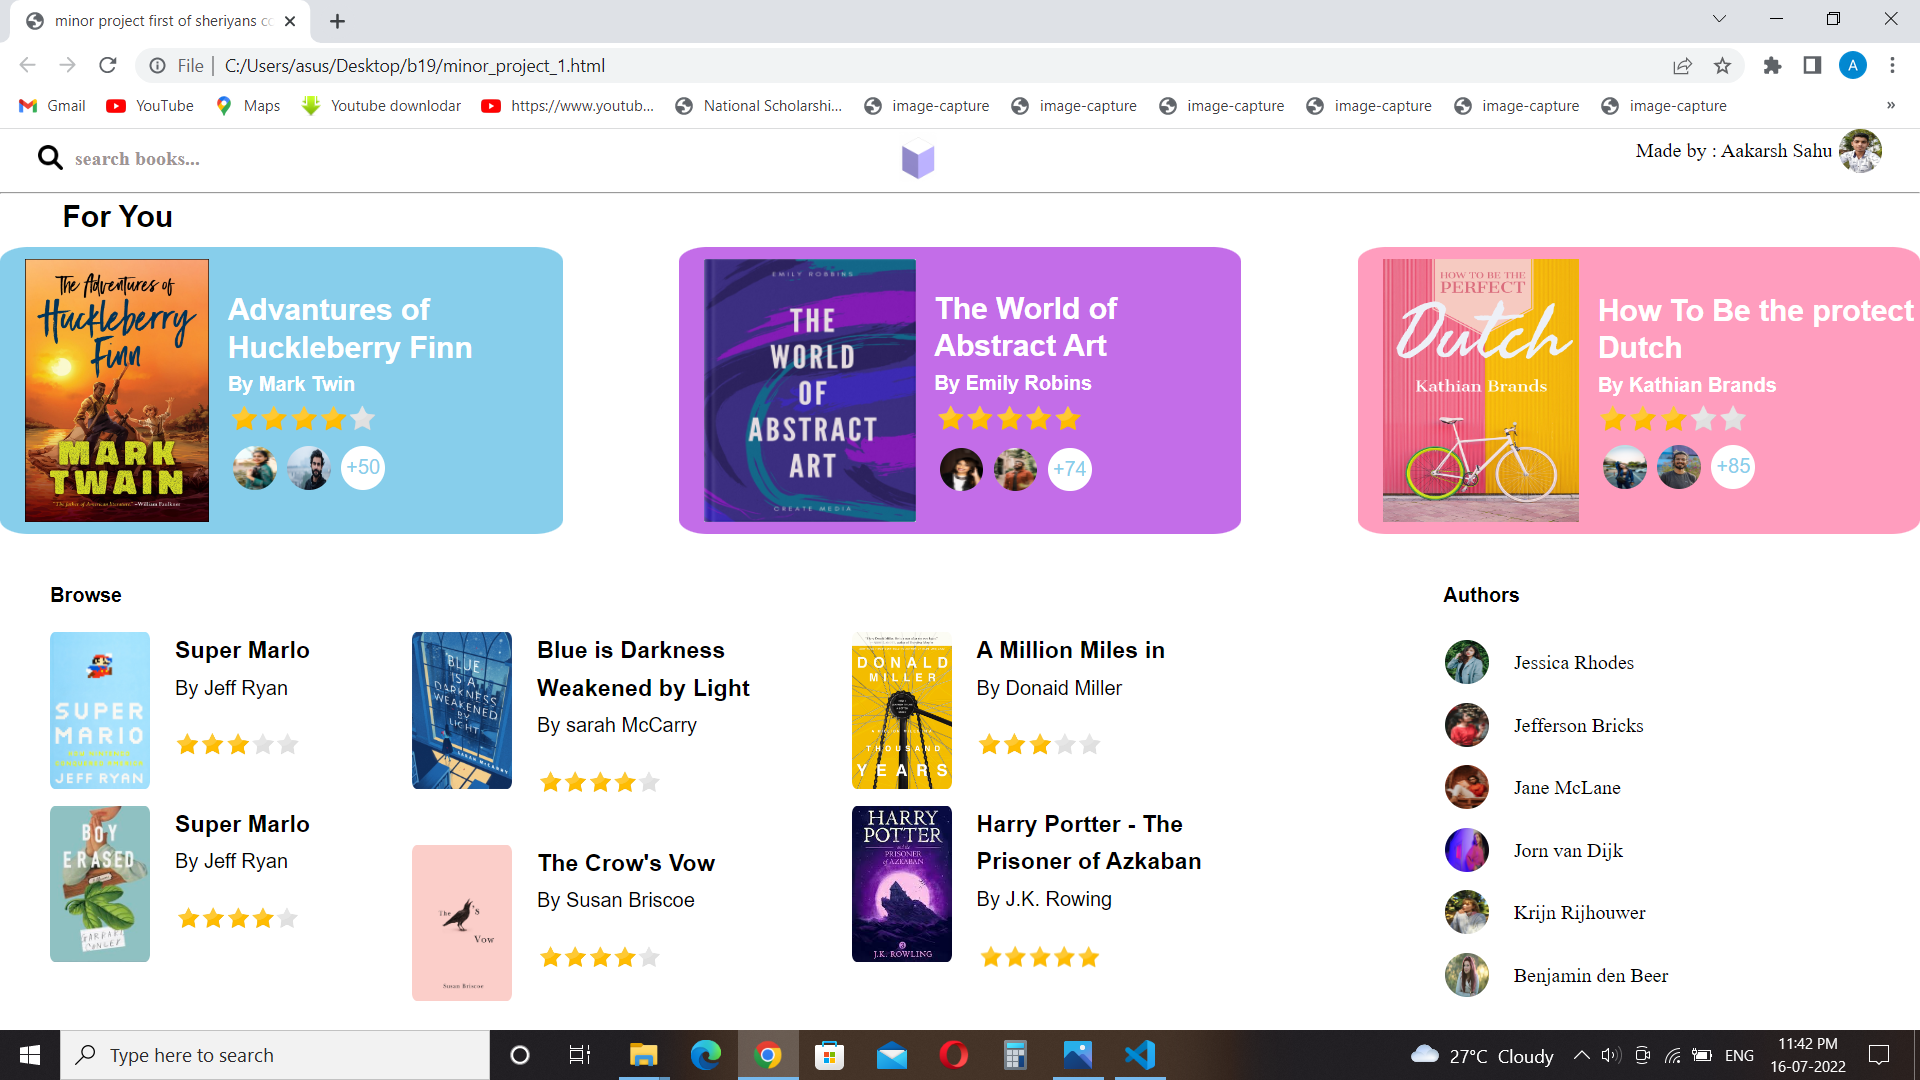 minor project first of sheriyans co
File
C:/Users/asus/Desktop/b19/minor_project_1.html
A
Gmail
YouTube
Maps
Youtube downlodar
https://www.youtub...
National Scholarshi...
image-capture
image-capture
image-capture
image-capture
image-capture
image-capture
»
search books...
Made by : Aakarsh Sahu
For You
The Adventures of
Huckleberry
Finn
MARK
TWAIN
Advantures of
Huckleberry Finn
By Mark Twin
+50
EMILY ROBBINS
THE
WORLD
OF
ABSTRACT
ART
CREATE MEDIA
The World of
Abstract Art
By Emily Robins
+74
HOW TO BE THE
PERFECT
Dutch
Kathian Brands
How To Be the protect
Dutch
By Kathian Brands
+85
Browse
SUPER
MARIO
JEFF RYAN
Super Marlo
By Jeff Ryan
BLUE
IS A
DARKNESS
WEAKENED
BY
LIGHT
SARAH MCCARRY
Blue is Darkness
Weakened by Light
By sarah McCarry
DONALD
MILLER
THOUSAND
YEARS
A Million Miles in
By Donaid Miller
BOY
ERASED
Super Marlo
By Jeff Ryan
The
's
Vow
Susan Briscoe
The Crow's Vow
By Susan Briscoe
HARRY
POTTER
and the
PRISONER
of AZKABAN
J.K. ROWLING
Harry Portter - The
Prisoner of Azkaban
By J.K. Rowing
Authors
Jessica Rhodes
Jefferson Bricks
Jane McLane
Jorn van Dijk
Krijn Rijhouwer
Benjamin den Beer
Type here to search
27°C Cloudy
ENG
11:42 PM
16-07-2022